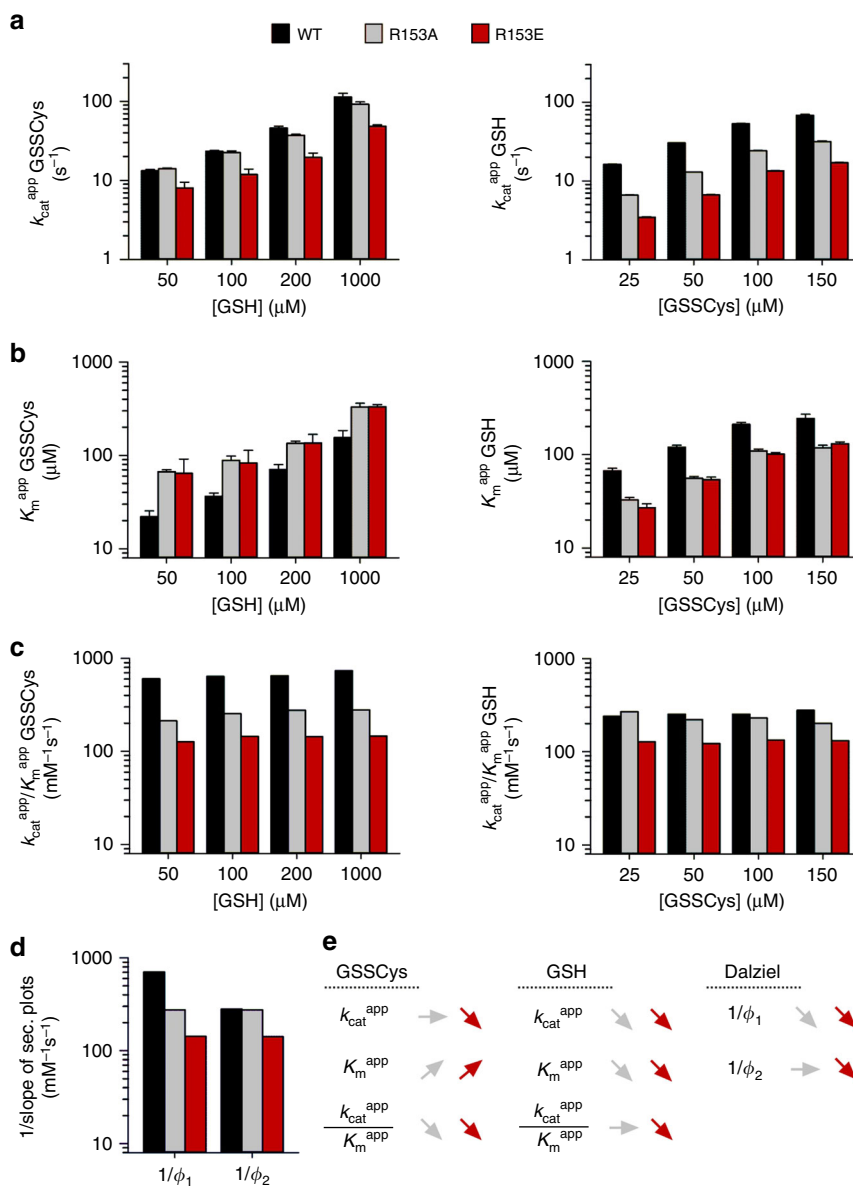 a
WT R153A R153E
k_cat^app GSSCys
(s⁻¹)
100
10
1
50 100 200 1000
[GSH] (μM)
k_cat^app GSH
(s⁻¹)
100
10
1
25 50 100 150
[GSSCys] (μM)
b
K_m^app GSSCys
(μM)
1000
100
10
50 100 200 1000
[GSH] (μM)
K_m^app GSH
(μM)
1000
100
10
25 50 100 150
[GSSCys] (μM)
c
k_cat^app/K_m^app GSSCys
(mM⁻¹s⁻¹)
1000
100
10
50 100 200 1000
[GSH] (μM)
k_cat^app/K_m^app GSH
(mM⁻¹s⁻¹)
1000
100
10
25 50 100 150
[GSSCys] (μM)
d
1/slope of sec. plots
(mM⁻¹s⁻¹)
1000
100
10
1/ϕ₁ 1/ϕ₂
e
GSSCys GSH Dalziel
k_cat^app k_cat^app 1/ϕ₁
K_m^app K_m^app 1/ϕ₂
k_cat^app k_cat^app
K_m^app K_m^app